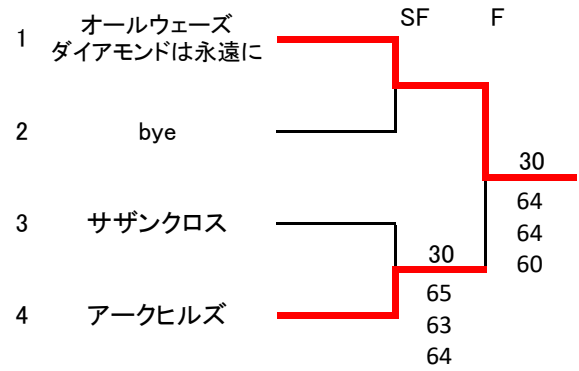 SF F
1 オールウェーズ
ダイアモンドは永遠に
2 bye
30
64
64
60
3 サザンクロス
30
65
63
64
4 アークヒルズ